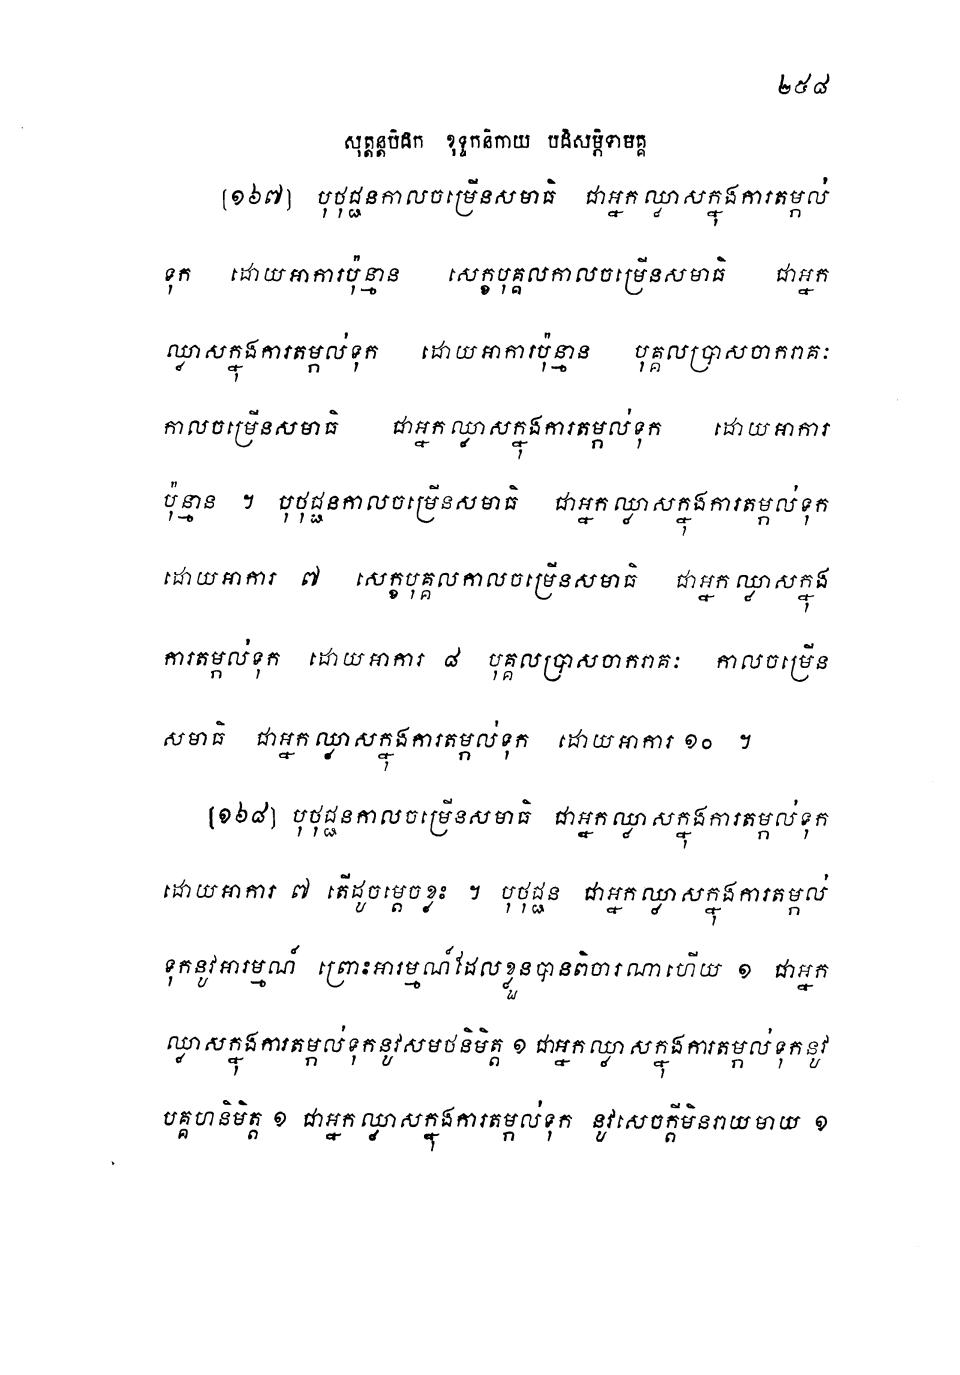 ២៥៨
សុត្តន្តបិដក ខុទ្ទកនិកាយ បដិសម្ភិទាមគ្គ
[១៦៧] បុថុជ្ជនកាលចម្រើនសមាធិ ជាអ្នកឈ្លាសក្នុងការតម្កល់
ទុក ដោយអាការប៉ុន្មាន សេក្ខបុគ្គលកាលចម្រើនសមាធិ ជាអ្នក
ឈ្លាសក្នុងការតម្កល់ទុក ដោយអាការប៉ុន្មាន បុគ្គលប្រាសចាករាគៈ
កាលចម្រើនសមាធិ ជាអ្នកឈ្លាសក្នុងការតម្កល់ទុក ដោយអាការ
ប៉ុន្មាន ។ បុថុជ្ជនកាលចម្រើនសមាធិ ជាអ្នកឈ្លាសក្នុងការតម្កល់ទុក
ដោយអាការ ៧ សេក្ខបុគ្គលកាលចម្រើនសមាធិ ជាអ្នកឈ្លាសក្នុង
ការតម្កល់ទុក ដោយអាការ ៨ បុគ្គលប្រាសចាករាគៈ កាលចម្រើន
សមាធិ ជាអ្នកឈ្លាសក្នុងការតម្កល់ទុក ដោយអាការ ១០ ។
[១៦៨] បុថុជ្ជនកាលចម្រើនសមាធិ ជាអ្នកឈ្លាសក្នុងការតម្កល់ទុក
ដោយអាការ ៧ តើដូចម្តេចខ្លះ ។ បុថុជ្ជន ជាអ្នកឈ្លាសក្នុងការតម្កល់
ទុកនូវអារម្មណ៍ ព្រោះអារម្មណ៍ដែលខ្លួនបានពិចារណាហើយ ១ ជាអ្នក
ឈ្លាសក្នុងការតម្កល់ទុកនូវសមថនិមិត្ត ១ ជាអ្នកឈ្លាសក្នុងការតម្កល់ទុកនូវ
បគ្គហនិមិត្ត ១ ជាអ្នកឈ្លាសក្នុងការតម្កល់ទុក នូវសេចក្តីមិនរាយមាយ ១